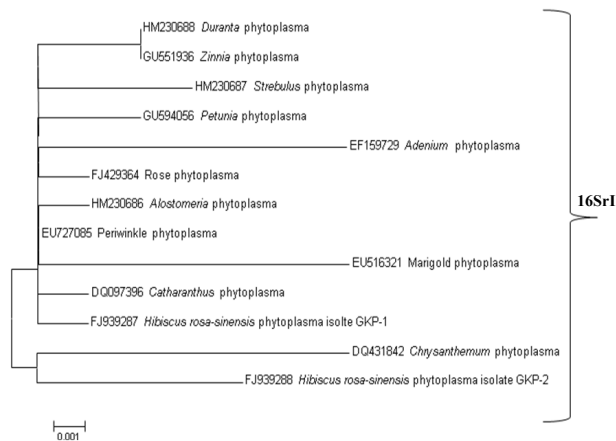 HM230688 Duranta phytoplasma
GU551936 Zinnia phytoplasma
HM230687 Strebulus phytoplasma
GU594056 Petunia phytoplasma
EF159729 Adenium phytoplasma
FJ429364 Rose phytoplasma
16SrI
HM230686 Alostomeria phytoplasma
EU727085 Periwinkle phytoplasma
EU516321 Marigold phytoplasma
DQ097396 Catharanthus phytoplasma
FJ939287 Hibiscus rosa-sinensis phytoplasma isolte GKP-1
DQ431842 Chrysanthemum phytoplasma
FJ939288 Hibiscus rosa-sinensis phytoplasma isolate GKP-2
0.001